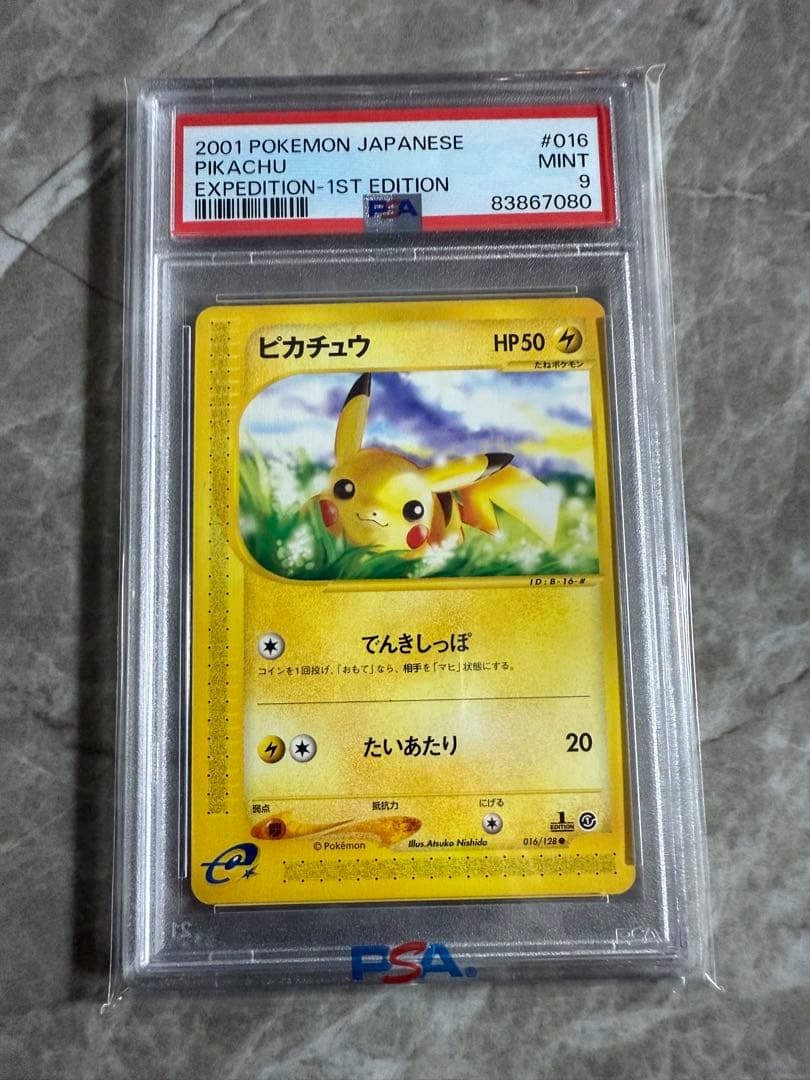 2001 POKEMON JAPANESE #016
PIKACHU MINT
EXPEDITION-1ST EDITION 9
PSA 83867080
ピカチュウ HP50
たねポケモン
ID:B-16-#
でんきしっぽ
コインを1回投げ、「おもて」なら、相手を「マヒ」状態にする。
たいあたり 20
弱点 抵抗力 にげる
1
EDITION
©Pokémon Illus.Atsuko Nishida 016/128
e
PSA®